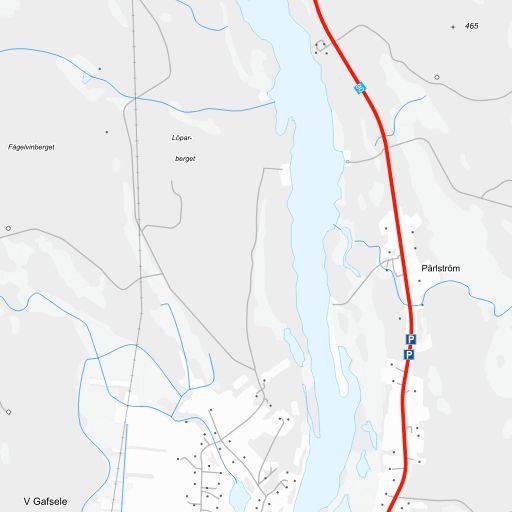 465
Löpar-
berget
Fågelvinberget
Pärlström
P
P
V Gafsele